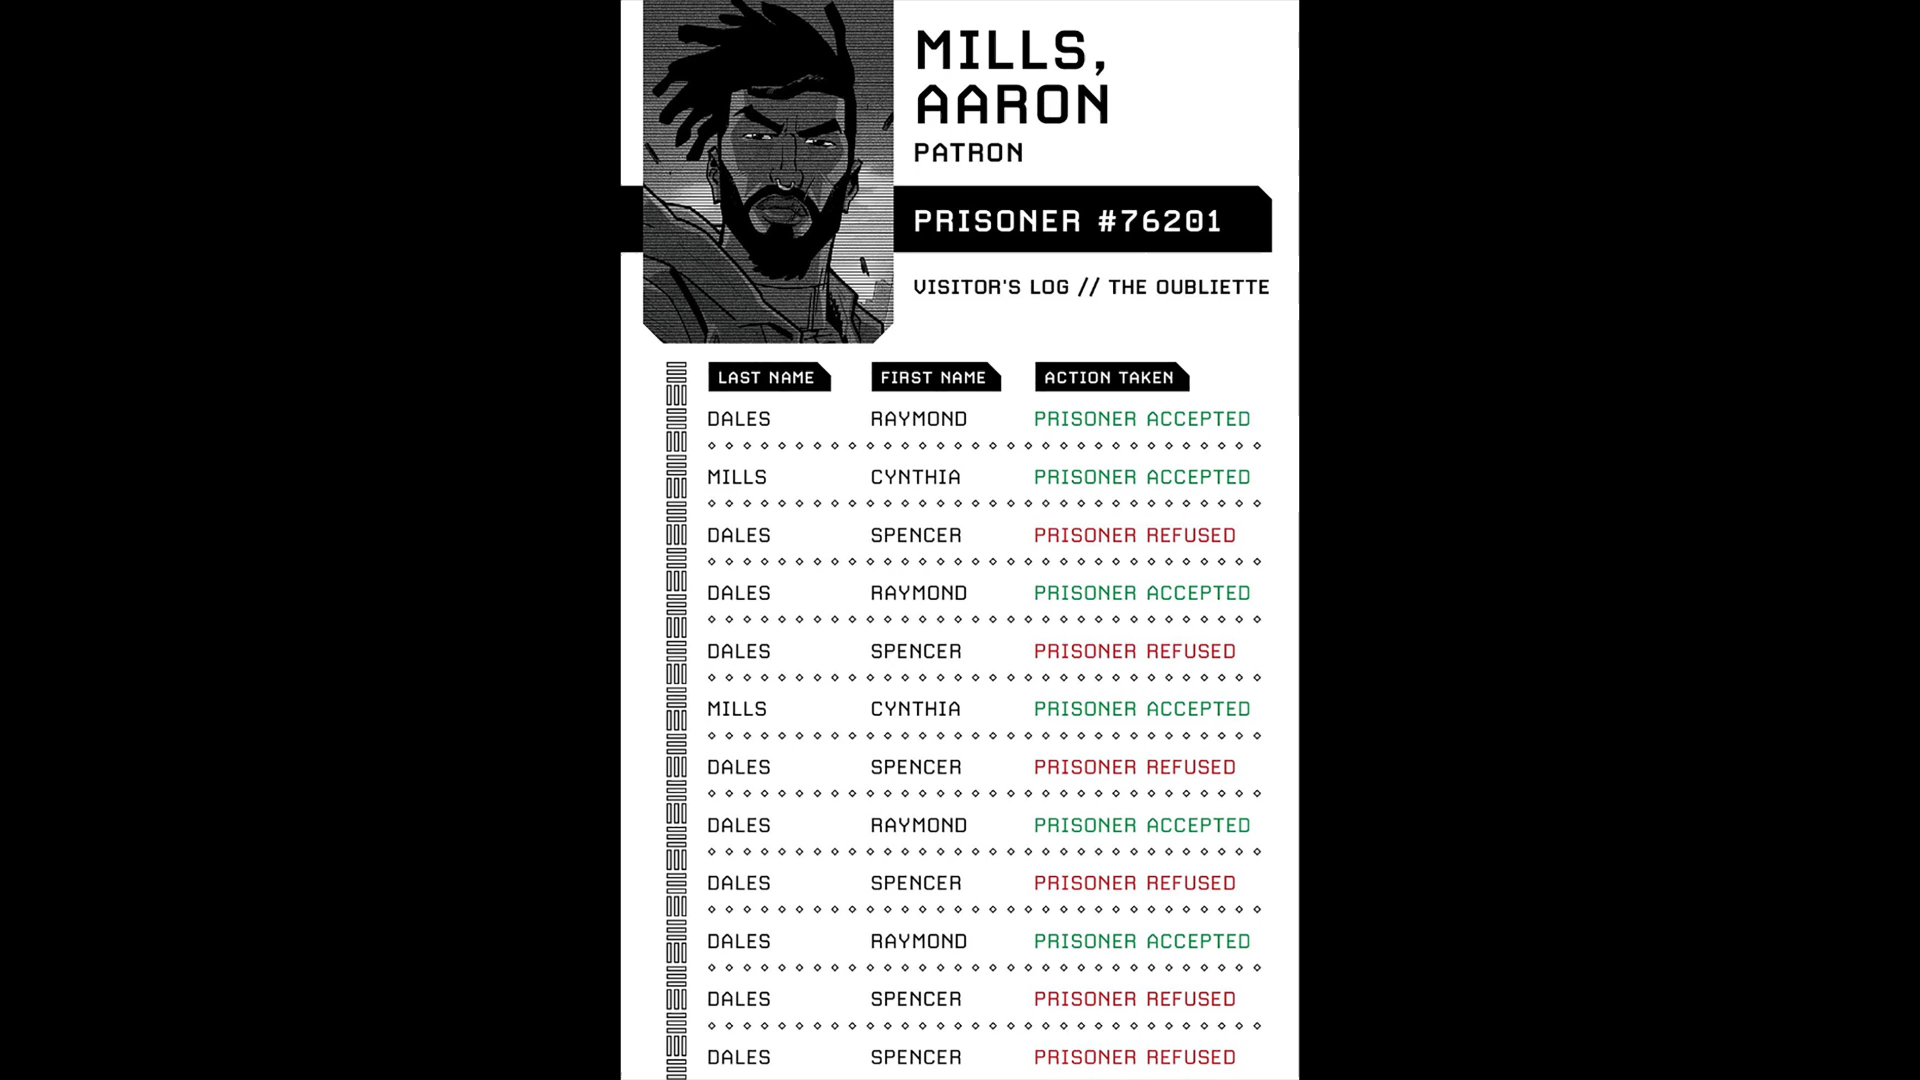 MILLS,
AARON
PATRON
PRISONER #76201
VISITOR'S LOG // THE OUBLIETTE
LAST NAME FIRST NAME ACTION TAKEN
DALES RAYMOND PRISONER ACCEPTED
MILLS CYNTHIA PRISONER ACCEPTED
DALES SPENCER PRISONER REFUSED
DALES RAYMOND PRISONER ACCEPTED
DALES SPENCER PRISONER REFUSED
MILLS CYNTHIA PRISONER ACCEPTED
DALES SPENCER PRISONER REFUSED
DALES RAYMOND PRISONER ACCEPTED
DALES SPENCER PRISONER REFUSED
DALES RAYMOND PRISONER ACCEPTED
DALES SPENCER PRISONER REFUSED
DALES SPENCER PRISONER REFUSED